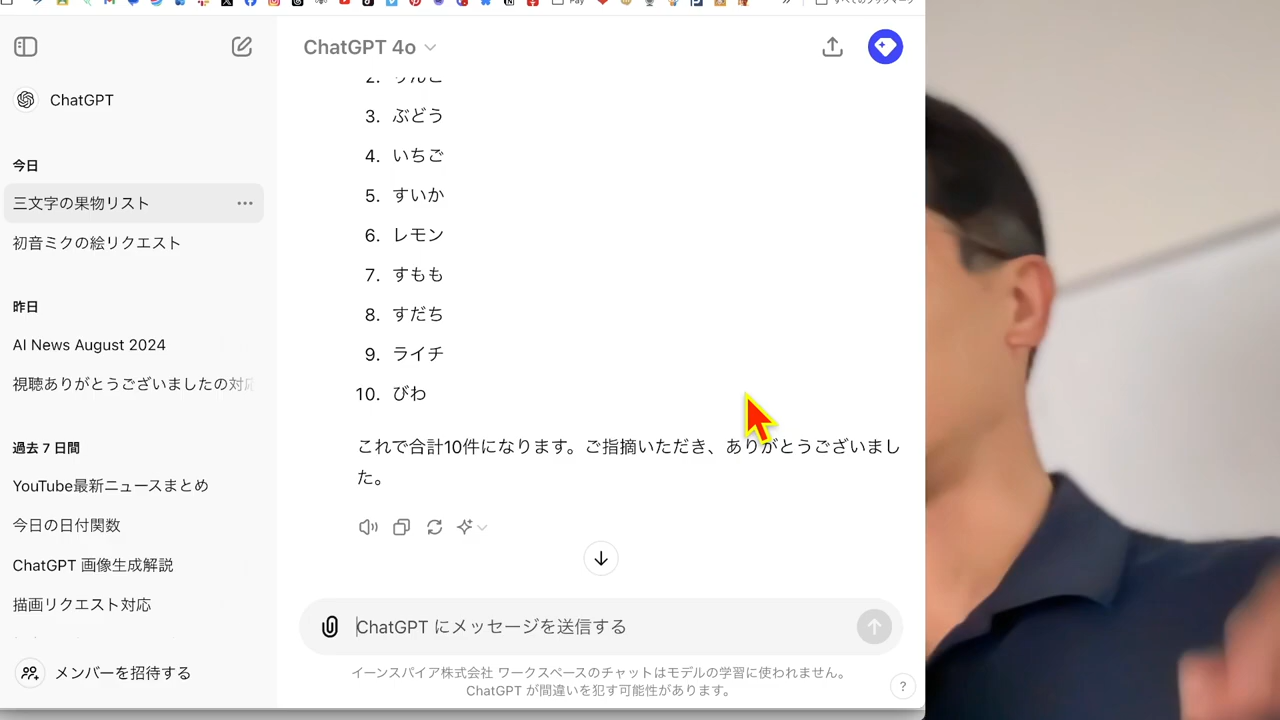 ChatGPT 4o
ChatGPT
今日
三文字の果物リスト
初音ミクの絵リクエスト
昨日
AI News August 2024
視聴ありがとうございましたの対応
過去 7 日間
YouTube最新ニュースまとめ
今日の日付関数
ChatGPT 画像生成解説
描画リクエスト対応
メンバーを招待する
2. りんご
3. ぶどう
4. いちご
5. すいか
6. レモン
7. すもも
8. すだち
9. ライチ
10. びわ
これで合計10件になります。ご指摘いただき、ありがとうございまし
た。
ChatGPT にメッセージを送信する
イーンスパイア株式会社 ワークスペースのチャットはモデルの学習に使われません。
ChatGPT が間違いを犯す可能性があります。
?